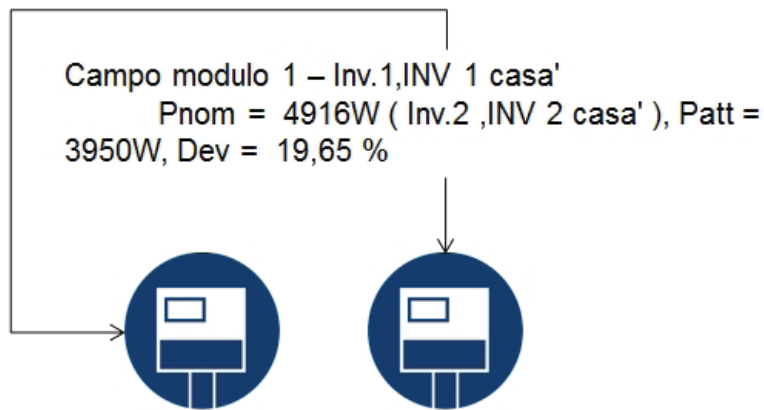 Campo modulo 1 – Inv.1,INV 1 casa'
Pnom = 4916W ( Inv.2 ,INV 2 casa' ), Patt =
3950W, Dev = 19,65 %